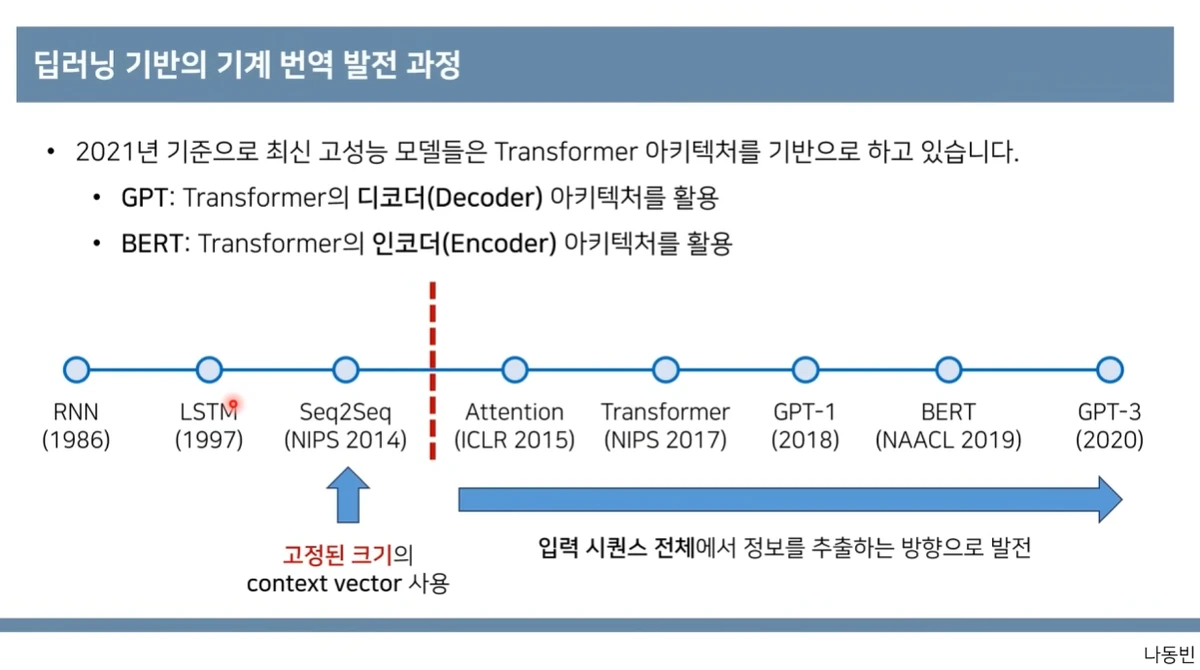 딥러닝 기반의 기계 번역 발전 과정
• 2021년 기준으로 최신 고성능 모델들은 Transformer 아키텍처를 기반으로 하고 있습니다.
• GPT: Transformer의 디코더(Decoder) 아키텍처를 활용
• BERT: Transformer의 인코더(Encoder) 아키텍처를 활용
RNN
(1986)
LSTM
(1997)
Seq2Seq
(NIPS 2014)
Attention
(ICLR 2015)
Transformer
(NIPS 2017)
GPT-1
(2018)
BERT
(NAACL 2019)
GPT-3
(2020)
고정된 크기의
context vector 사용
입력 시퀀스 전체에서 정보를 추출하는 방향으로 발전
나동빈